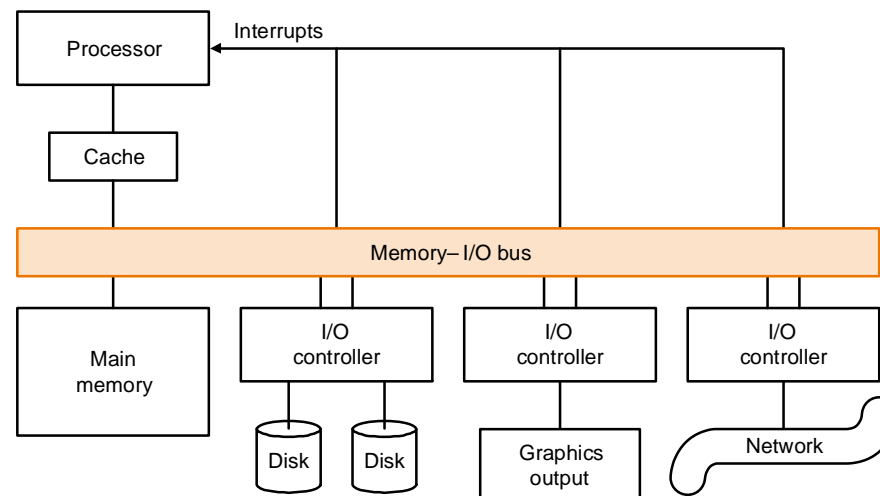 Interrupts
Processor
Cache
Memory– I/O bus
Main
memory
I/O
controller
I/O
controller
I/O
controller
Disk
Disk
Graphics
output
Network